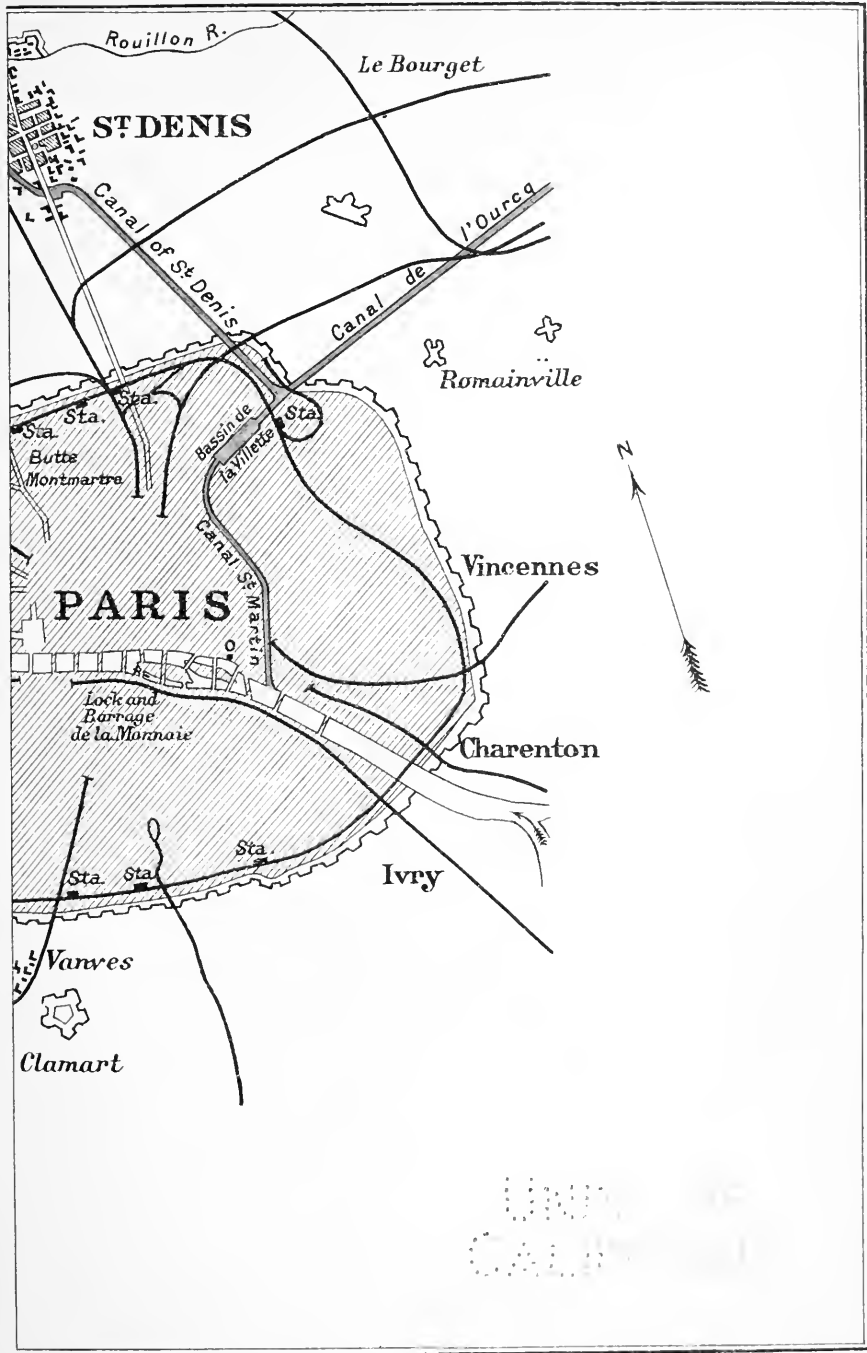 Rouillon R.
Le Bourget
ST. DENIS
Canal of St Denis
Canal de l'Ourcq
Romainville
Sta.
Sta.
Sta.
Sta.
Butte
Montmartra
Bassin de
la Villette
N
Canal St Martin
Vincennes
PARIS
Lock and
Barrage
de la Monnaie
Charenton
Sta.
Sta.
Sta.
Ivry
Vanves
Clamart